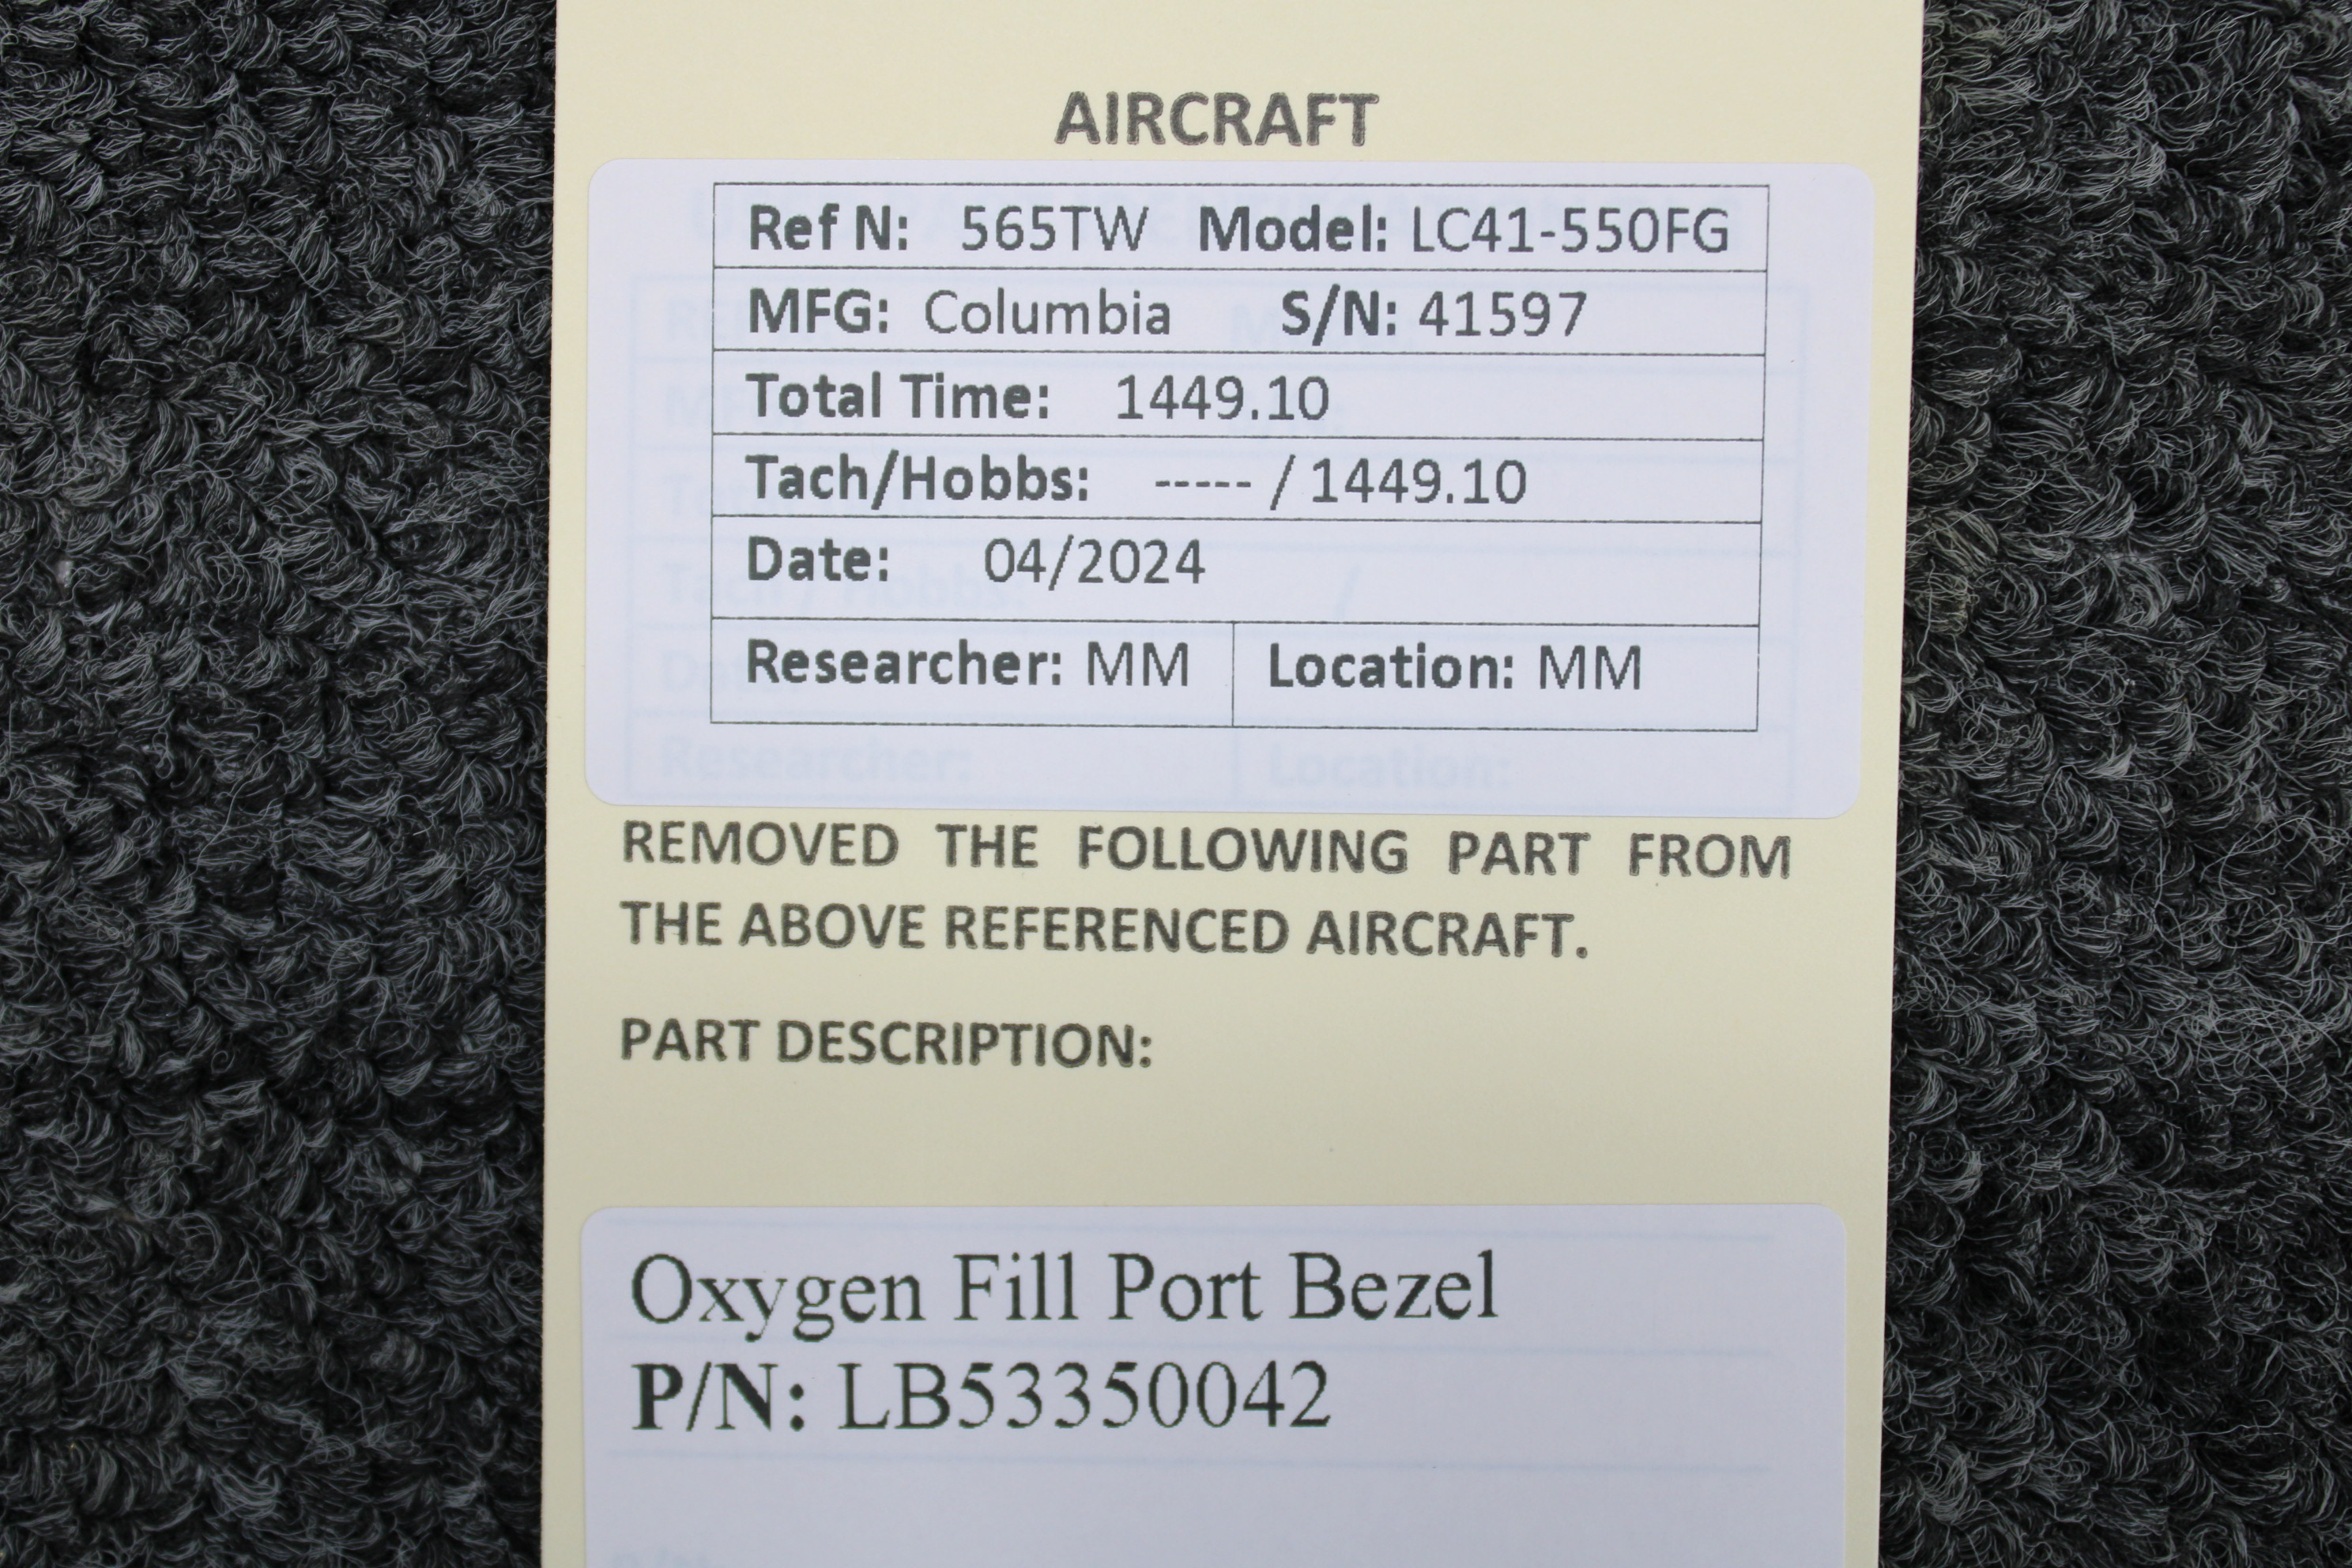 AIRCRAFT
Ref N: 565TW Model: LC41-550FG
MFG: Columbia S/N: 41597
Total Time: 1449.10
Tach/Hobbs: ----- / 1449.10
Date: 04/2024
Researcher: MM Location: MM
Researcher: Location:
REMOVED THE FOLLOWING PART FROM
THE ABOVE REFERENCED AIRCRAFT.
PART DESCRIPTION:
Oxygen Fill Port Bezel
P/N: LB53350042